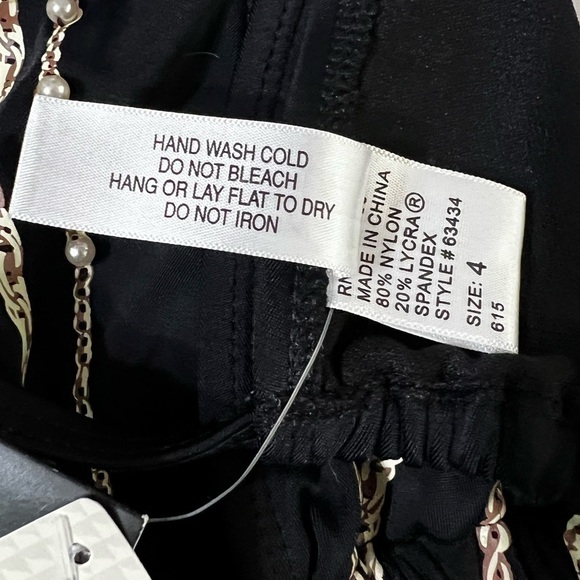 HAND WASH COLD
DO NOT BLEACH
HANG OR LAY FLAT TO DRY
DO NOT IRON
RN
MADE IN CHINA
80% NYLON
20% LYCRA®
SPANDEX
STYLE # 63434
SIZE: 4
615